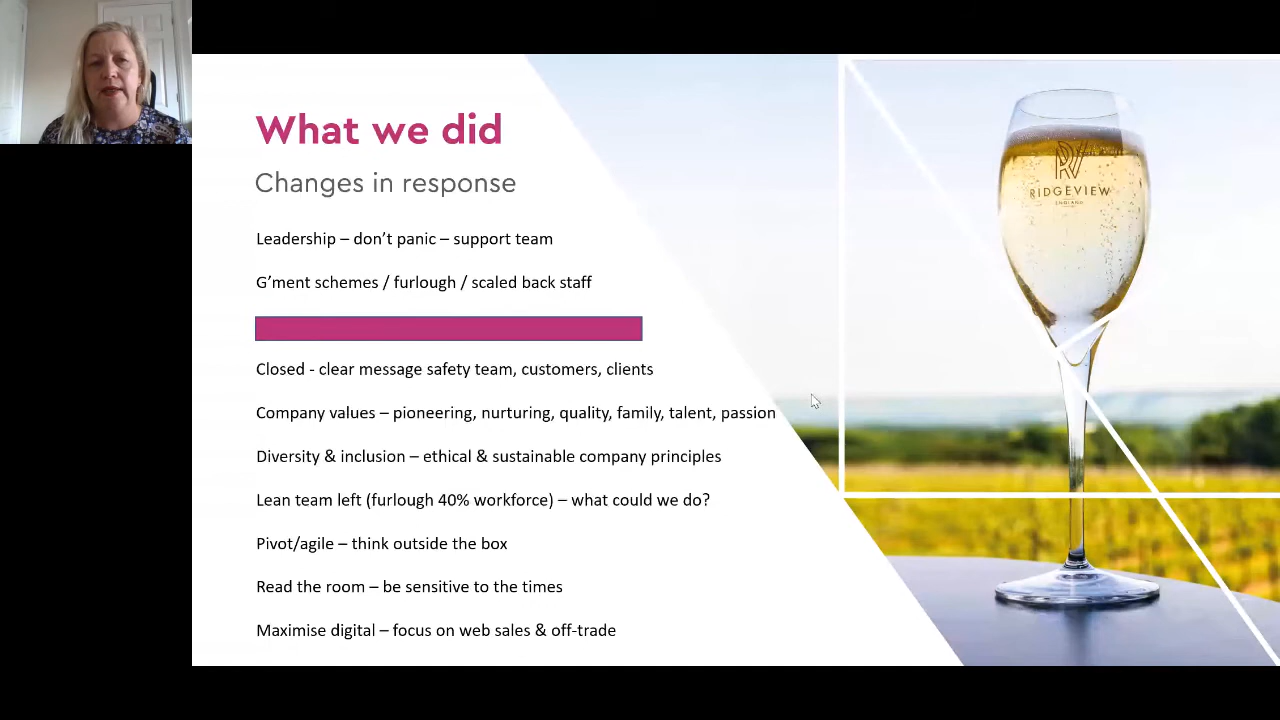 What we did
Changes in response
Leadership – don’t panic – support team
G’ment schemes / furlough / scaled back staff
Closed - clear message safety team, customers, clients
Company values – pioneering, nurturing, quality, family, talent, passion
Diversity & inclusion – ethical & sustainable company principles
Lean team left (furlough 40% workforce) – what could we do?
Pivot/agile – think outside the box
Read the room – be sensitive to the times
Maximise digital – focus on web sales & off-trade
RV
RIDGEVIEW
ENGLAND